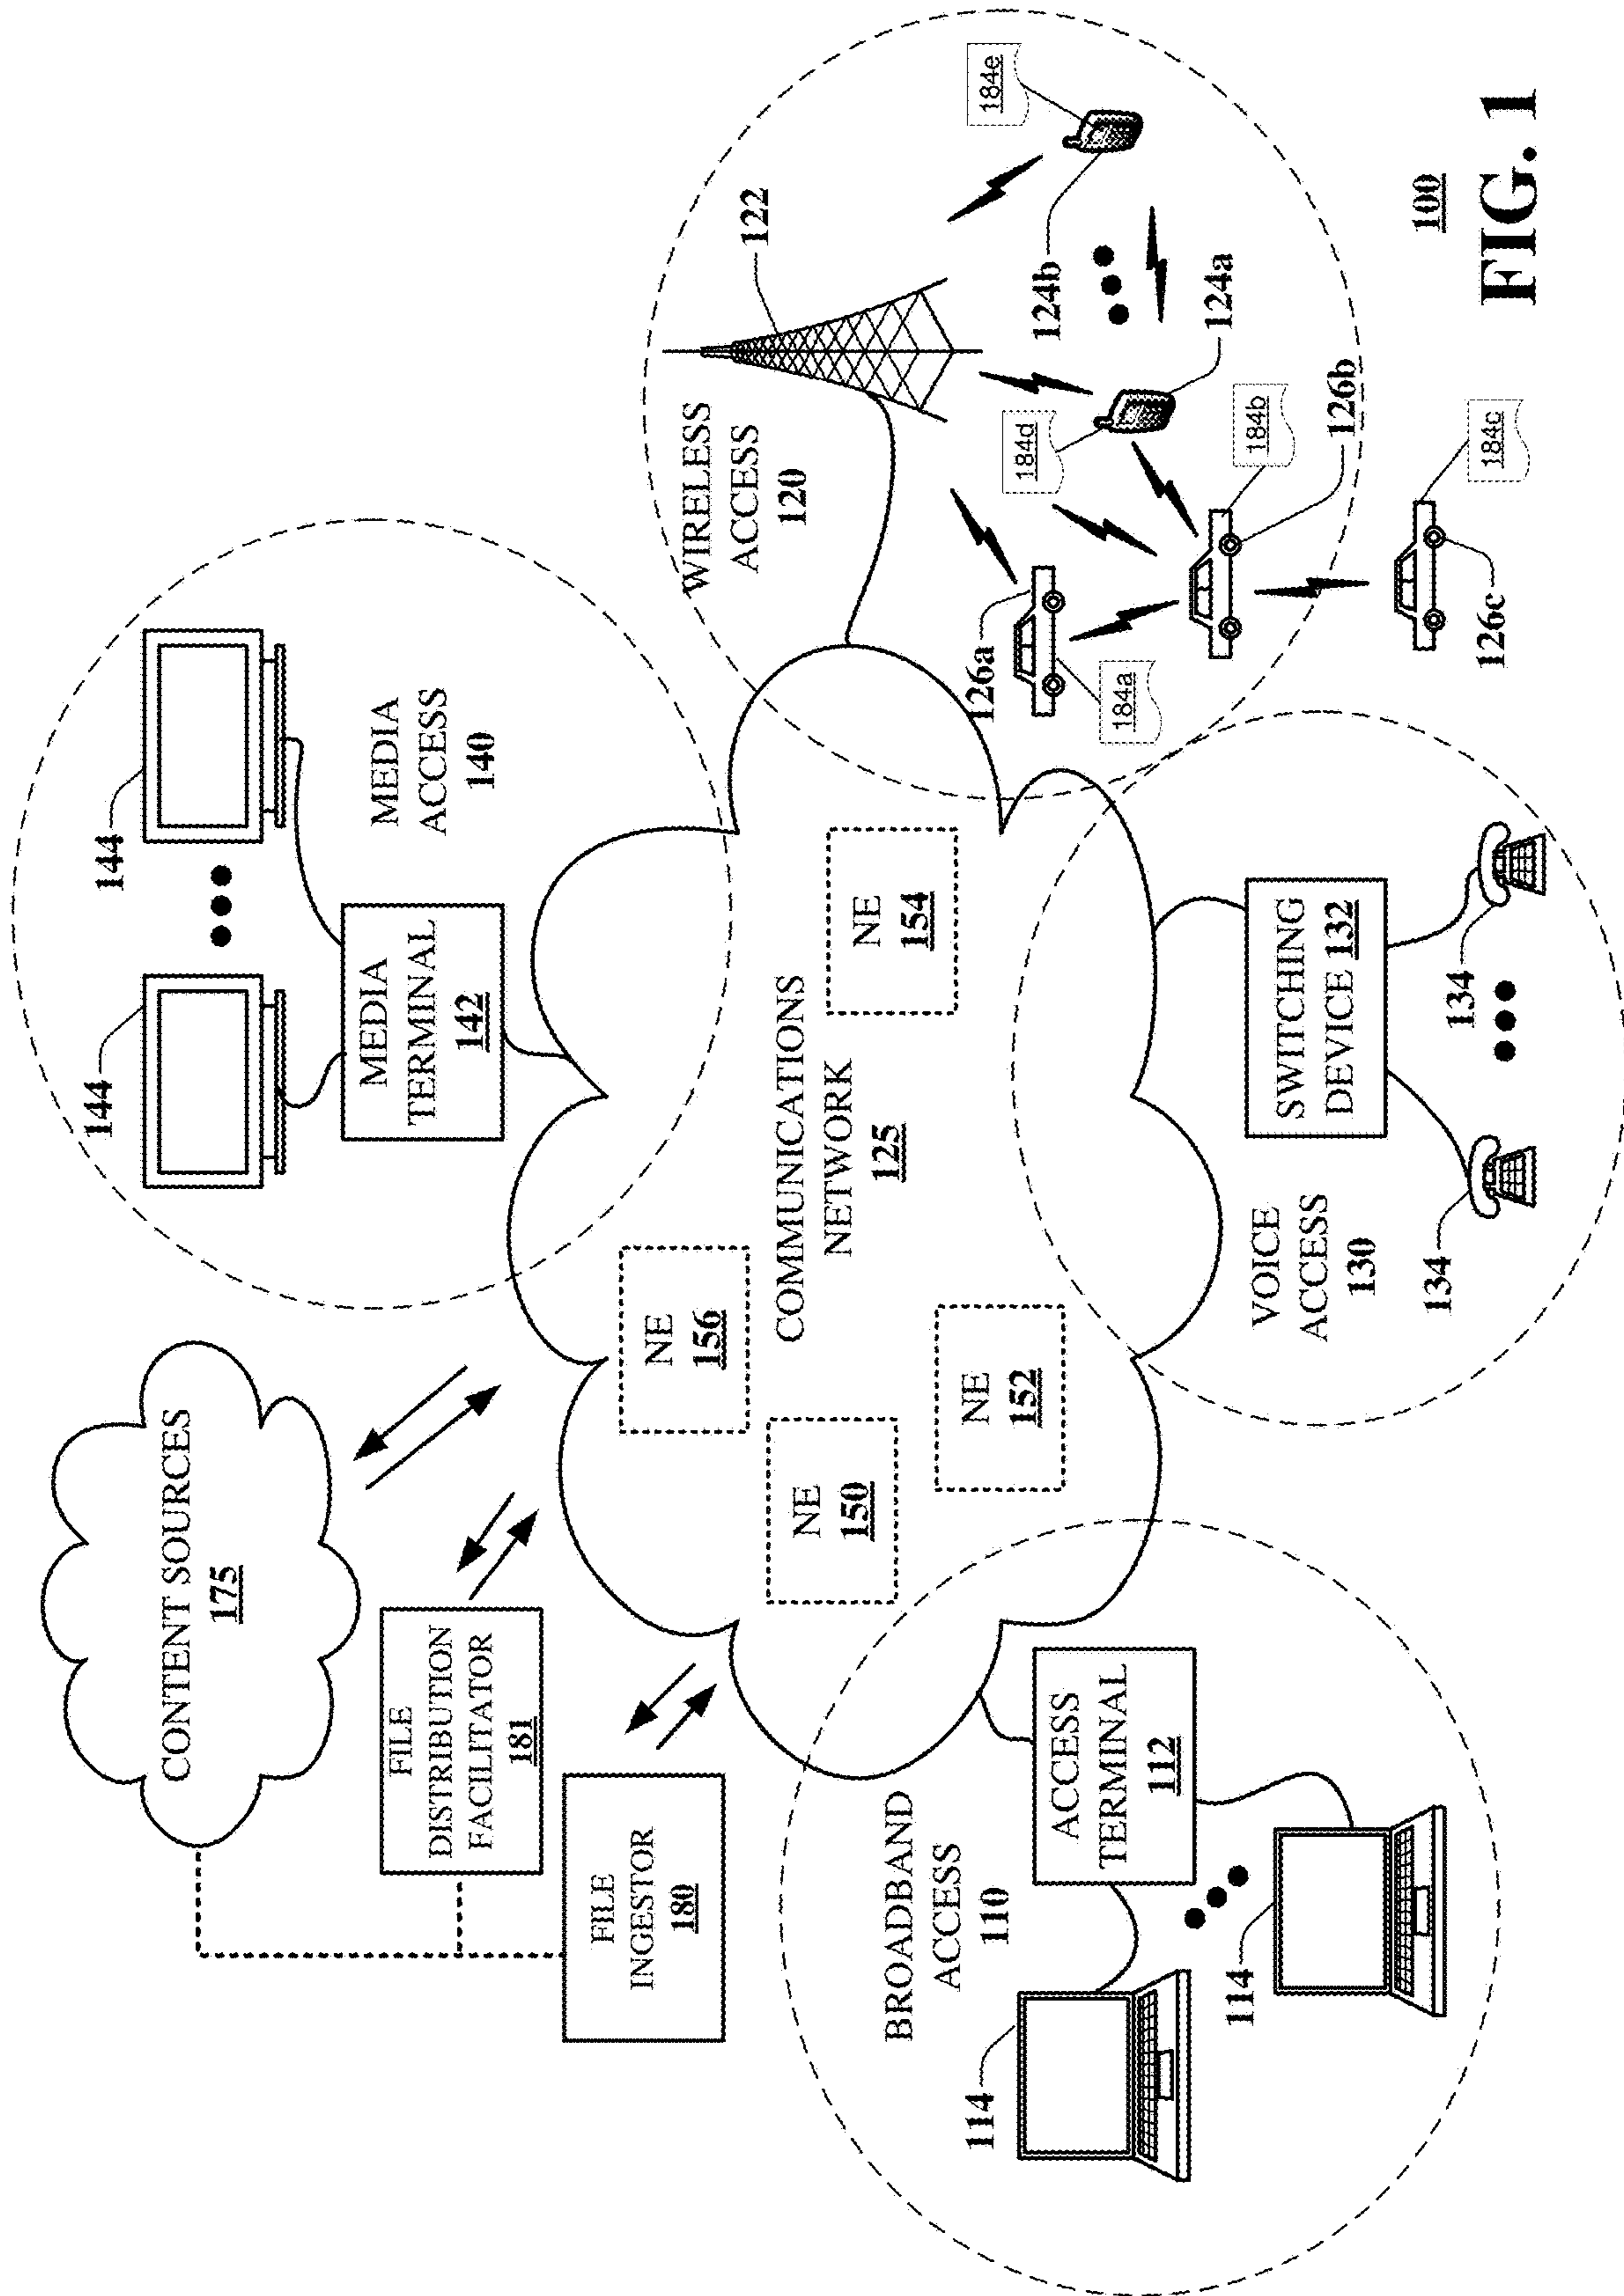 CONTENT SOURCES
175
FILE
DISTRIBUTION
FACILITATOR
181
FILE
INGESTOR
180
144
144
MEDIA
TERMINAL
142
MEDIA
ACCESS
140
NE
156
NE
150
NE
152
NE
154
COMMUNICATIONS
NETWORK
125
WIRELESS
ACCESS
120
122
126a
184a
184d
124b
184e
124a
184b
126b
184c
126c
BROADBAND
ACCESS
110
ACCESS
TERMINAL
112
114
114
VOICE
ACCESS
130
SWITCHING
DEVICE 132
134
134
100
FIG. 1